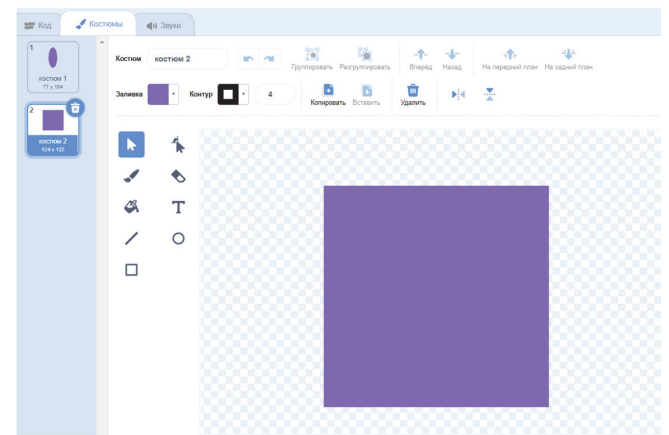 Код Костюмы Звуки
1
костюм 1
77 x 184
2
костюм 2
124 x 122
Костюм костюм 2 Группировать Разгруппировать Вперёд Назад На передний план На задний план
Заливка Контур 4 Копировать Вставить Удалить
T